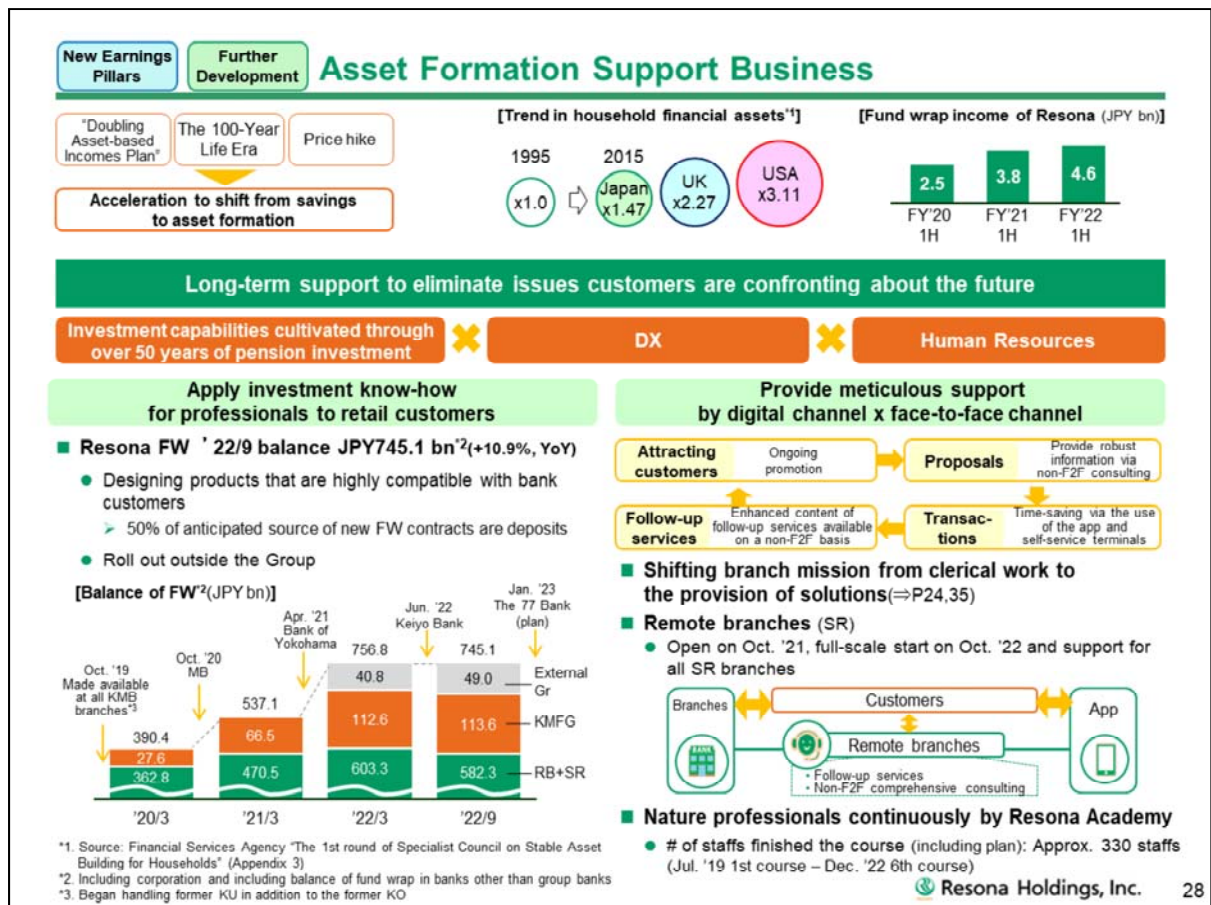 New Earnings
Pillars
Further
Development
Asset Formation Support Business
"Doubling
Asset-based
Incomes Plan"
The 100-Year
Life Era
Price hike
Acceleration to shift from savings
to asset formation
[Trend in household financial assets*1]
1995
2015
x1.0
Japan
x1.47
UK
x2.27
USA
x3.11
[Fund wrap income of Resona (JPY bn)]
2.5
3.8
4.6
FY'20
1H
FY'21
1H
FY'22
1H
Long-term support to eliminate issues customers are confronting about the future
Investment capabilities cultivated through
over 50 years of pension investment
DX
Human Resources
Apply investment know-how
for professionals to retail customers
■ Resona FW ’ 22/9 balance JPY745.1 bn*2(+10.9%, YoY)
● Designing products that are highly compatible with bank
customers
➢ 50% of anticipated source of new FW contracts are deposits
● Roll out outside the Group
[Balance of FW*2(JPY bn)]
Oct. '19
Made available
at all KMB
branches*3
Oct. '20
MB
Apr. '21
Bank of
Yokohama
Jun. '22
Keiyo Bank
Jan. '23
The 77 Bank
(plan)
390.4
27.6
362.8
537.1
66.5
470.5
756.8
40.8
112.6
603.3
745.1
49.0
113.6
582.3
External
Gr
KMFG
RB+SR
'20/3
'21/3
'22/3
'22/9
*1. Source: Financial Services Agency "The 1st round of Specialist Council on Stable Asset
Building for Households" (Appendix 3)
*2. Including corporation and including balance of fund wrap in banks other than group banks
*3. Began handling former KU in addition to the former KO
Provide meticulous support
by digital channel x face-to-face channel
Attracting
customers
Ongoing
promotion
Proposals
Provide robust
information via
non-F2F consulting
Follow-up
services
Enhanced content of
follow-up services available
on a non-F2F basis
Transac-
tions
Time-saving via the use
of the app and
self-service terminals
■ Shifting branch mission from clerical work to
the provision of solutions(⇒P24,35)
■ Remote branches (SR)
● Open on Oct. '21, full-scale start on Oct. '22 and support for
all SR branches
Branches
BANK
Customers
App
Remote branches
• Follow-up services
• Non-F2F comprehensive consulting
■ Nature professionals continuously by Resona Academy
● # of staffs finished the course (including plan): Approx. 330 staffs
(Jul. '19 1st course – Dec. '22 6th course)
Resona Holdings, Inc.
28